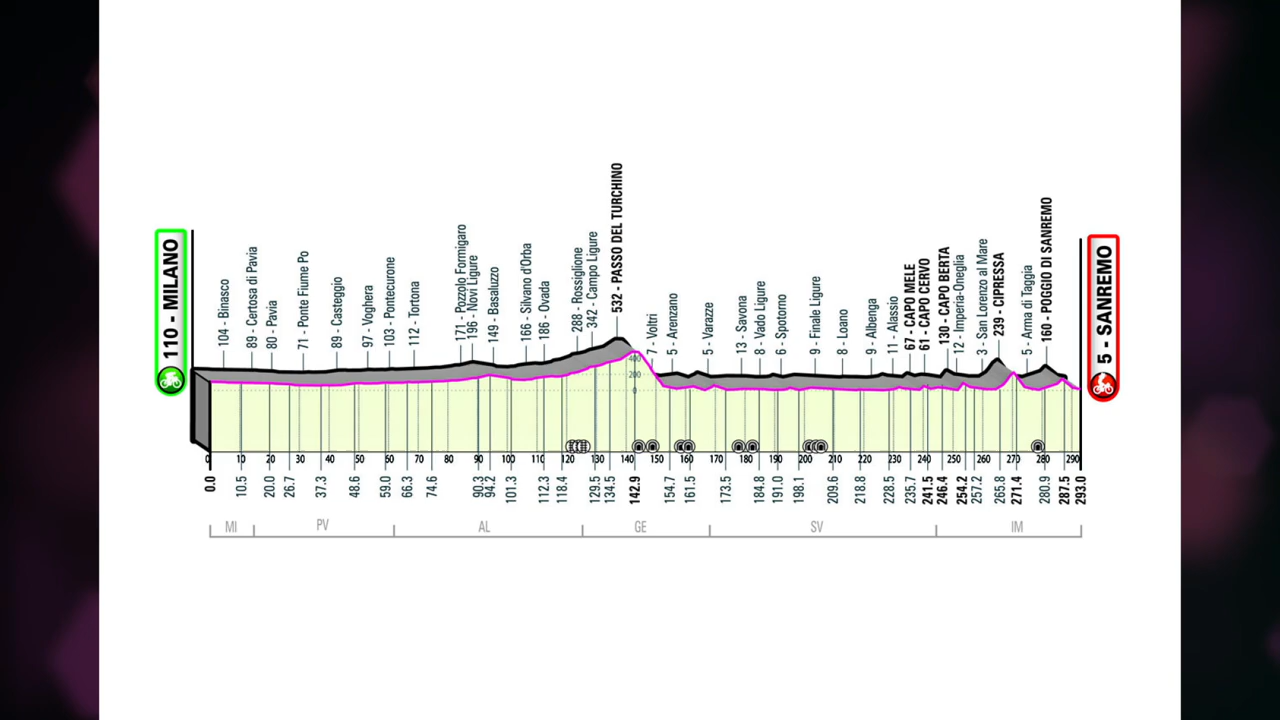 110 - MILANO
104 - Binasco
89 - Certosa di Pavia
80 - Pavia
71 - Ponte Fiume Po
89 - Casteggio
97 - Voghera
103 - Pontecurone
112 - Tortona
171 - Pozzolo Formigaro
196 - Novi Ligure
149 - Basaluzzo
166 - Silvano d'Orba
186 - Ovada
288 - Rossiglione
342 - Campo Ligure
532 - PASSO DEL TURCHINO
7 - Voltri
5 - Arenzano
5 - Varazze
13 - Savona
8 - Vado Ligure
6 - Spotorno
9 - Finale Ligure
8 - Loano
9 - Albenga
11 - Alassio
67 - CAPO MELE
61 - CAPO CERVO
130 - CAPO BERTA
12 - Imperia-Oneglia
3 - San Lorenzo al Mare
239 - CIPRESSA
5 - Arma di Taggia
160 - POGGIO DI SANREMO
5 - SANREMO
400
200
0
0 10 20 30 40 50 60 70 80 90 100 110 120 130 140 150 160 170 180 190 200 210 220 230 240 250 260 270 280 290
0.0 10.5 20.0 26.7 37.3 48.6 59.0 66.3 74.6 90.3 94.2 101.3 112.3 118.4 129.5 134.5 142.9 154.7 161.5 173.5 184.8 191.0 198.1 209.6 218.8 228.5 235.7 241.5 246.4 254.2 257.2 265.8 271.4 280.9 287.5 293.0
MI PV AL GE SV IM